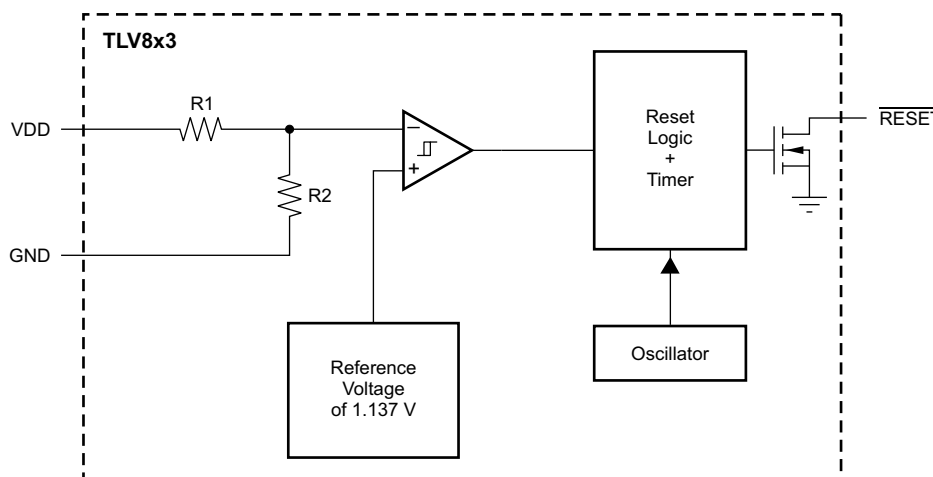 TLV8x3
R1
VDD
R2
GND
−
+
Reset
Logic
+
Timer
RESET
Reference
Voltage
of 1.137 V
Oscillator